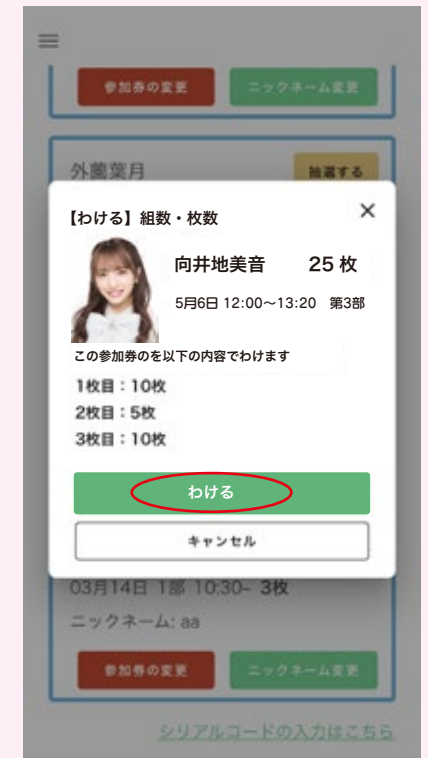 参加券の変更 ニックネーム変更
外薗葉月 抽選する
【わける】組数・枚数 ×
向井地美音 25 枚
5月6日 12:00〜13:20 第3部
この参加券のを以下の内容でわけます
1枚目：10枚
2枚目：5枚
3枚目：10枚
わける
キャンセル
03月14日 1部 10:30− 3枚
ニックネーム: aa
参加券の変更 ニックネーム変更
シリアルコードの入力はこちら